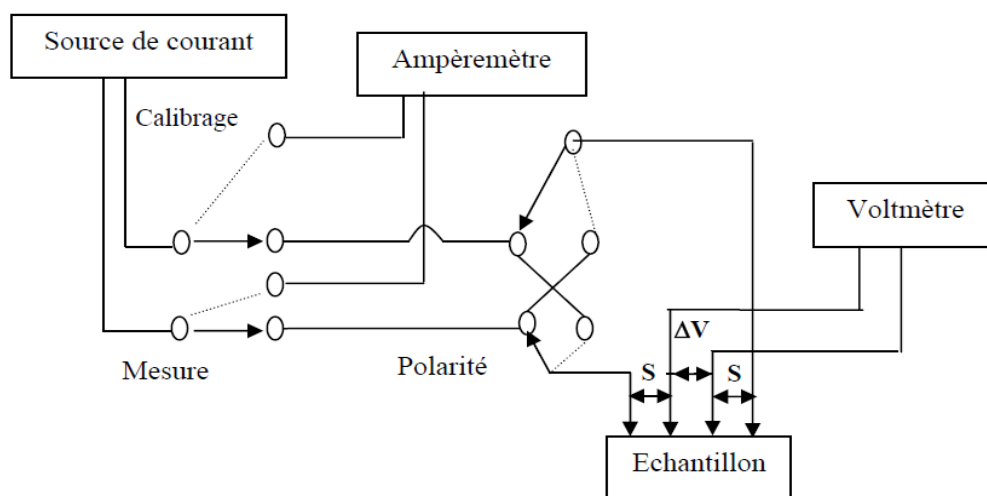 Source de courant
Ampèremètre
Calibrage
Voltmètre
ΔV
Mesure
Polarité
S
S
Echantillon